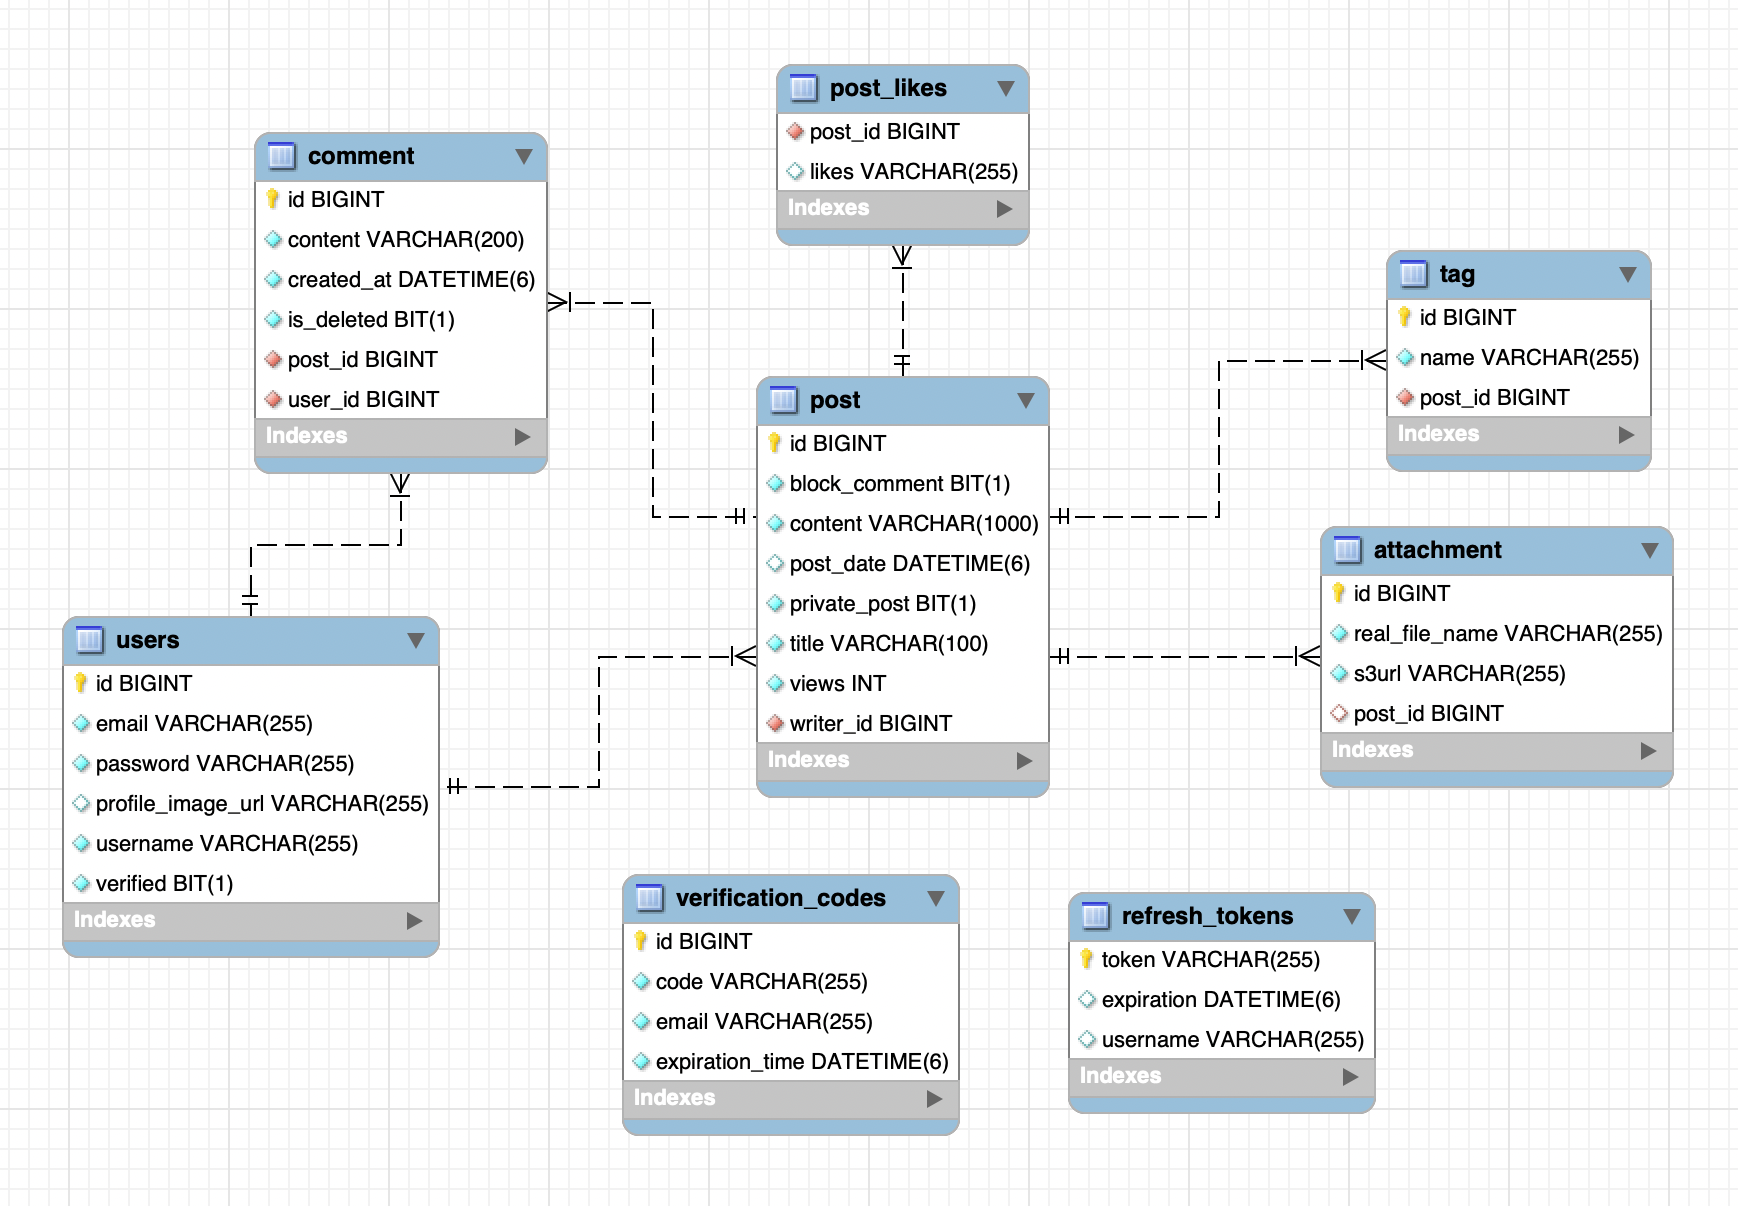 post_likes
post_id BIGINT
likes VARCHAR(255)
Indexes
comment
id BIGINT
content VARCHAR(200)
created_at DATETIME(6)
is_deleted BIT(1)
post_id BIGINT
user_id BIGINT
Indexes
tag
id BIGINT
name VARCHAR(255)
post_id BIGINT
Indexes
post
id BIGINT
block_comment BIT(1)
content VARCHAR(1000)
post_date DATETIME(6)
private_post BIT(1)
title VARCHAR(100)
views INT
writer_id BIGINT
Indexes
attachment
id BIGINT
real_file_name VARCHAR(255)
s3url VARCHAR(255)
post_id BIGINT
Indexes
users
id BIGINT
email VARCHAR(255)
password VARCHAR(255)
profile_image_url VARCHAR(255)
username VARCHAR(255)
verified BIT(1)
Indexes
verification_codes
id BIGINT
code VARCHAR(255)
email VARCHAR(255)
expiration_time DATETIME(6)
Indexes
refresh_tokens
token VARCHAR(255)
expiration DATETIME(6)
username VARCHAR(255)
Indexes